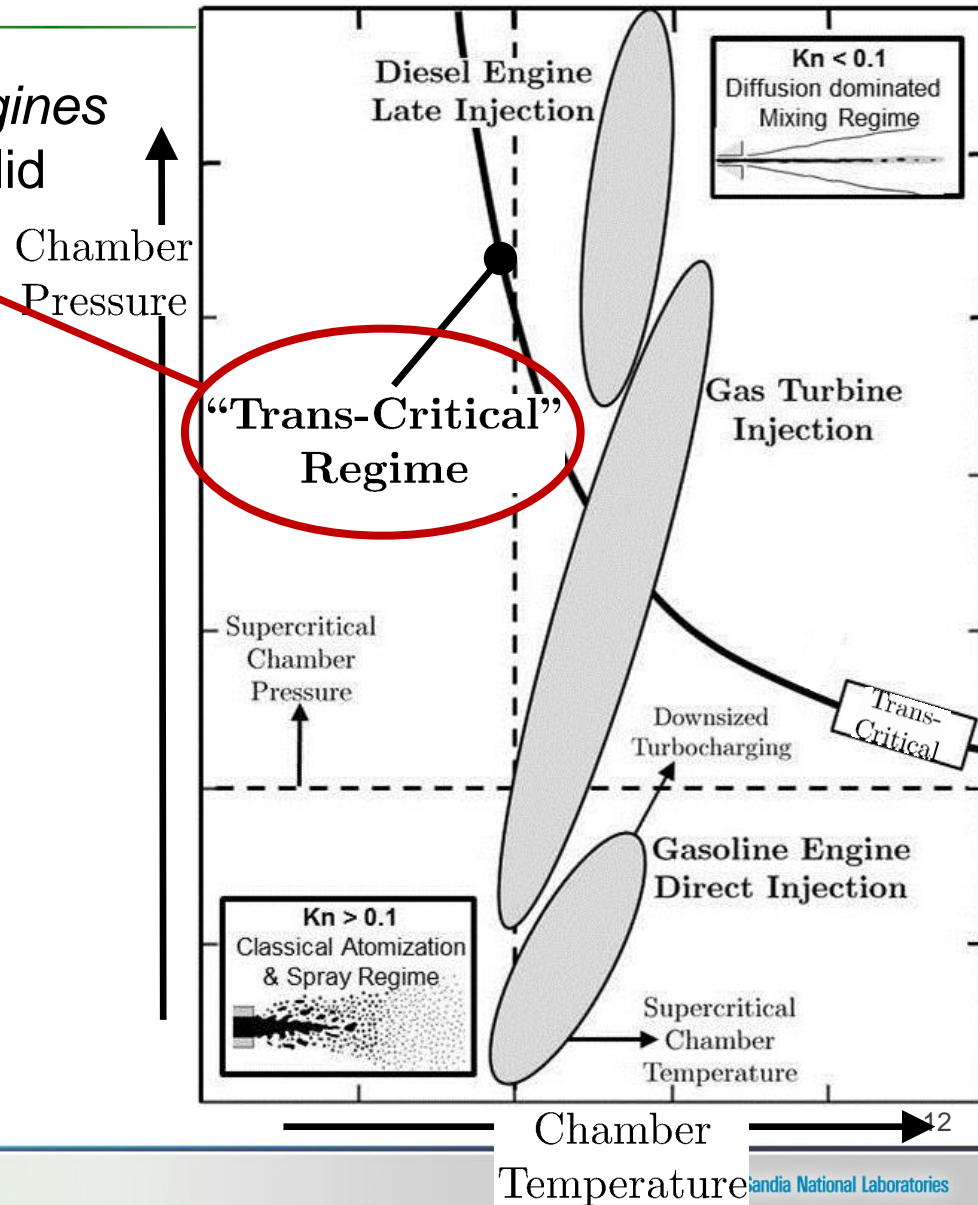 gines
lid
Chamber
Pressure
Diesel Engine
Late Injection
Kn < 0.1
Diffusion dominated
Mixing Regime
“Trans-Critical”
Regime
Gas Turbine
Injection
Supercritical
Chamber
Pressure
Trans-
Critical
Downsized
Turbocharging
Gasoline Engine
Direct Injection
Kn > 0.1
Classical Atomization
& Spray Regime
Supercritical
Chamber
Temperature
Chamber
Temperature
12
Sandia National Laboratories